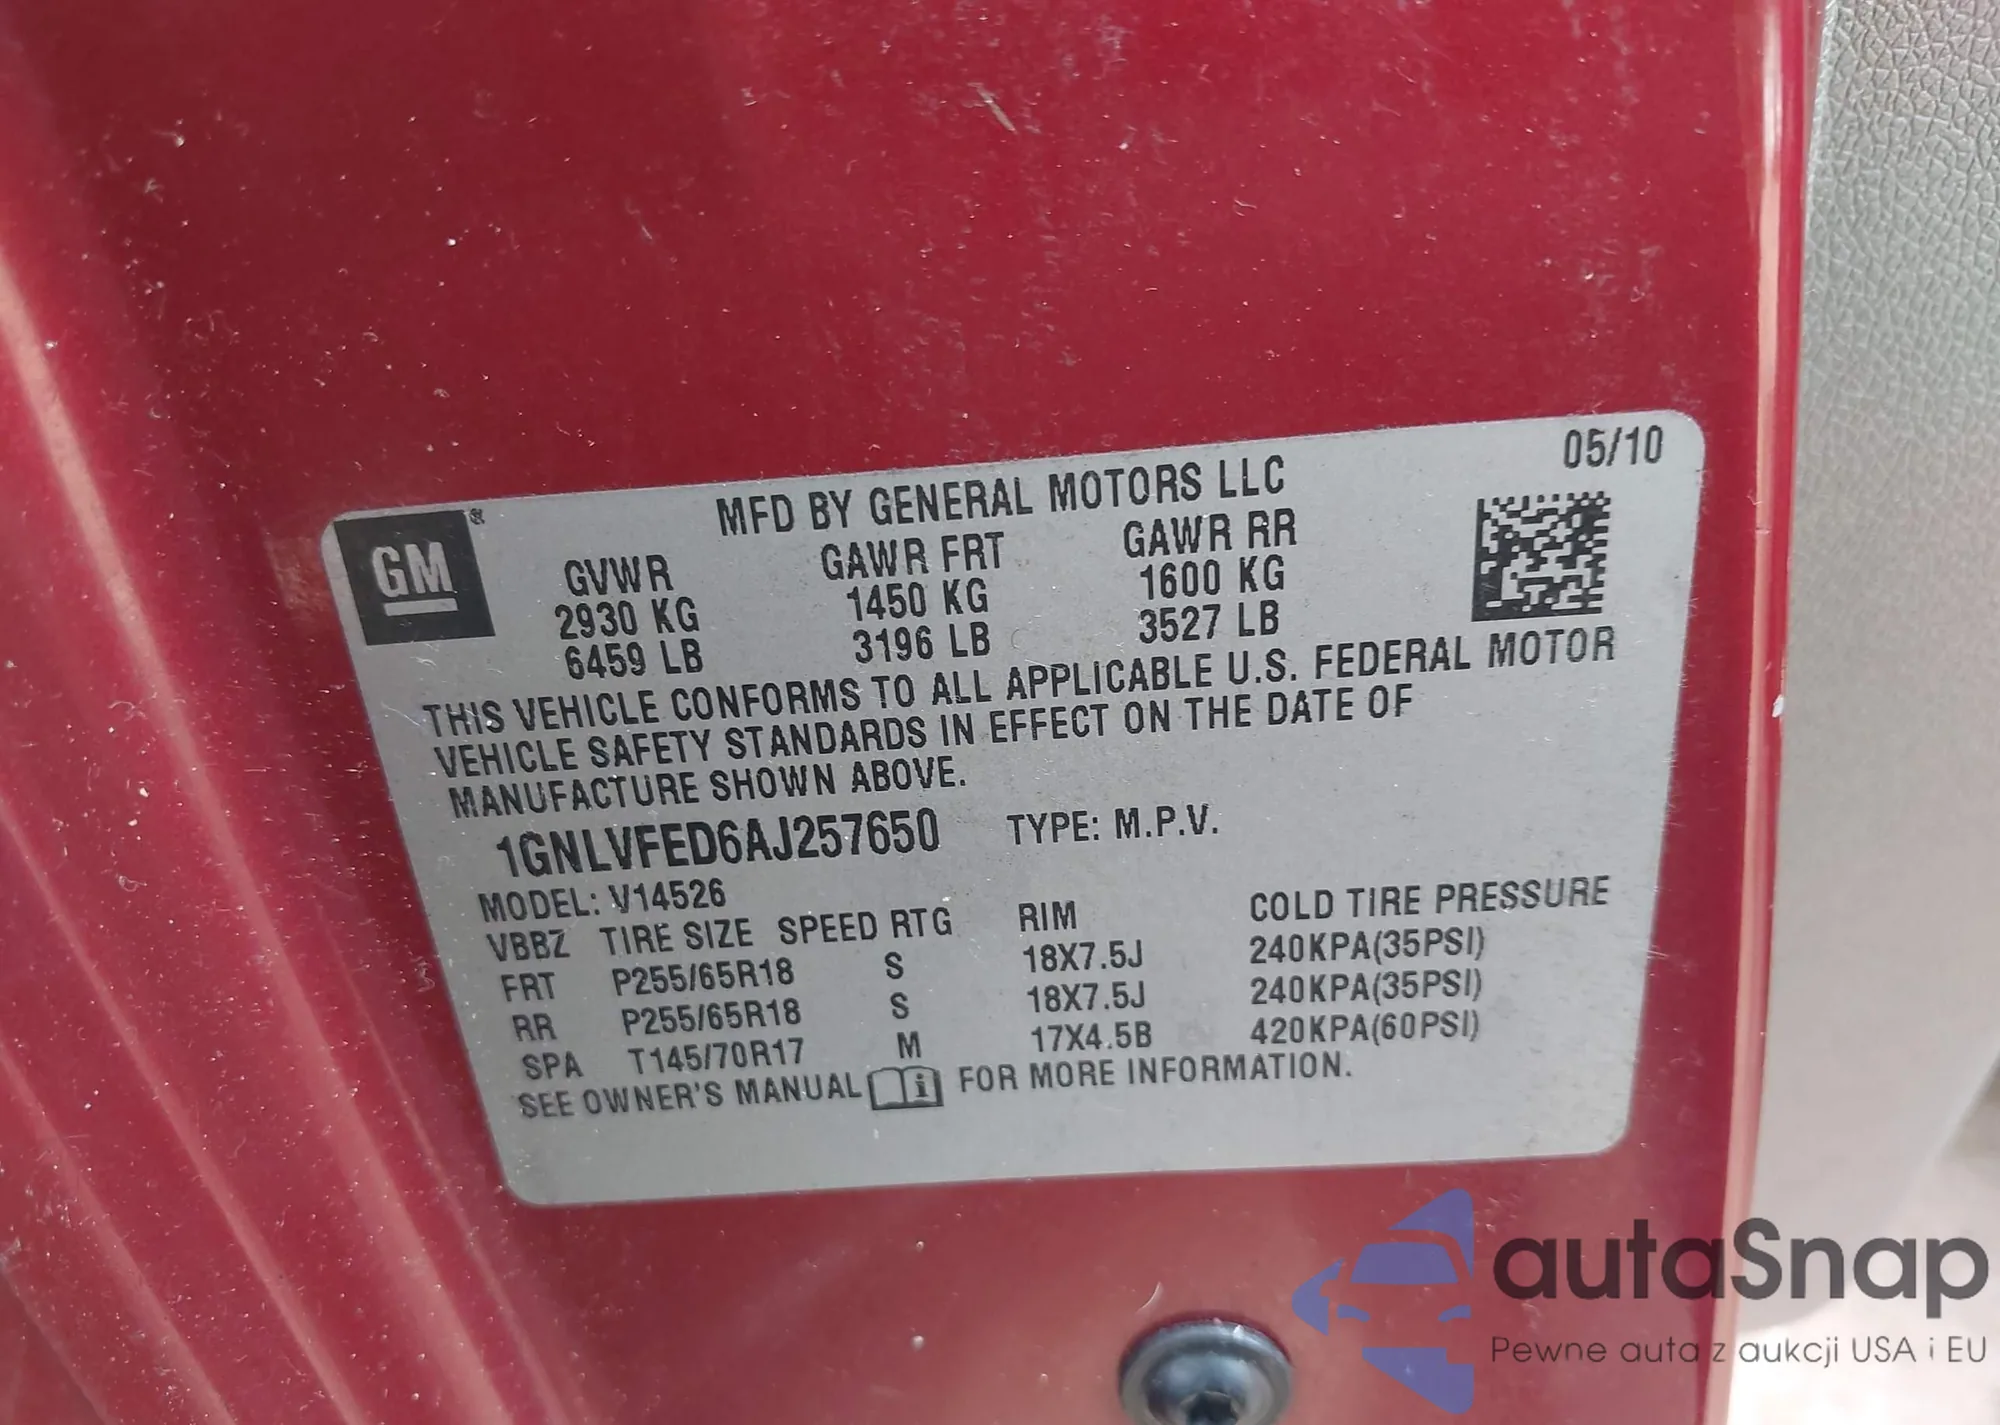 05/10
MFD BY GENERAL MOTORS LLC
GM®
GVWR GAWR FRT GAWR RR
2930 KG 1450 KG 1600 KG
6459 LB 3196 LB 3527 LB
THIS VEHICLE CONFORMS TO ALL APPLICABLE U.S. FEDERAL MOTOR
VEHICLE SAFETY STANDARDS IN EFFECT ON THE DATE OF
MANUFACTURE SHOWN ABOVE.
1GNLVFED6AJ257650 TYPE: M.P.V.
MODEL: V14526
VBBZ TIRE SIZE SPEED RTG RIM COLD TIRE PRESSURE
FRT P255/65R18 S 18X7.5J 240KPA(35PSI)
RR P255/65R18 S 18X7.5J 240KPA(35PSI)
SPA T145/70R17 M 17X4.5B 420KPA(60PSI)
SEE OWNER'S MANUAL i FOR MORE INFORMATION.
autaSnap
Pewne auta z aukcji USA i EU